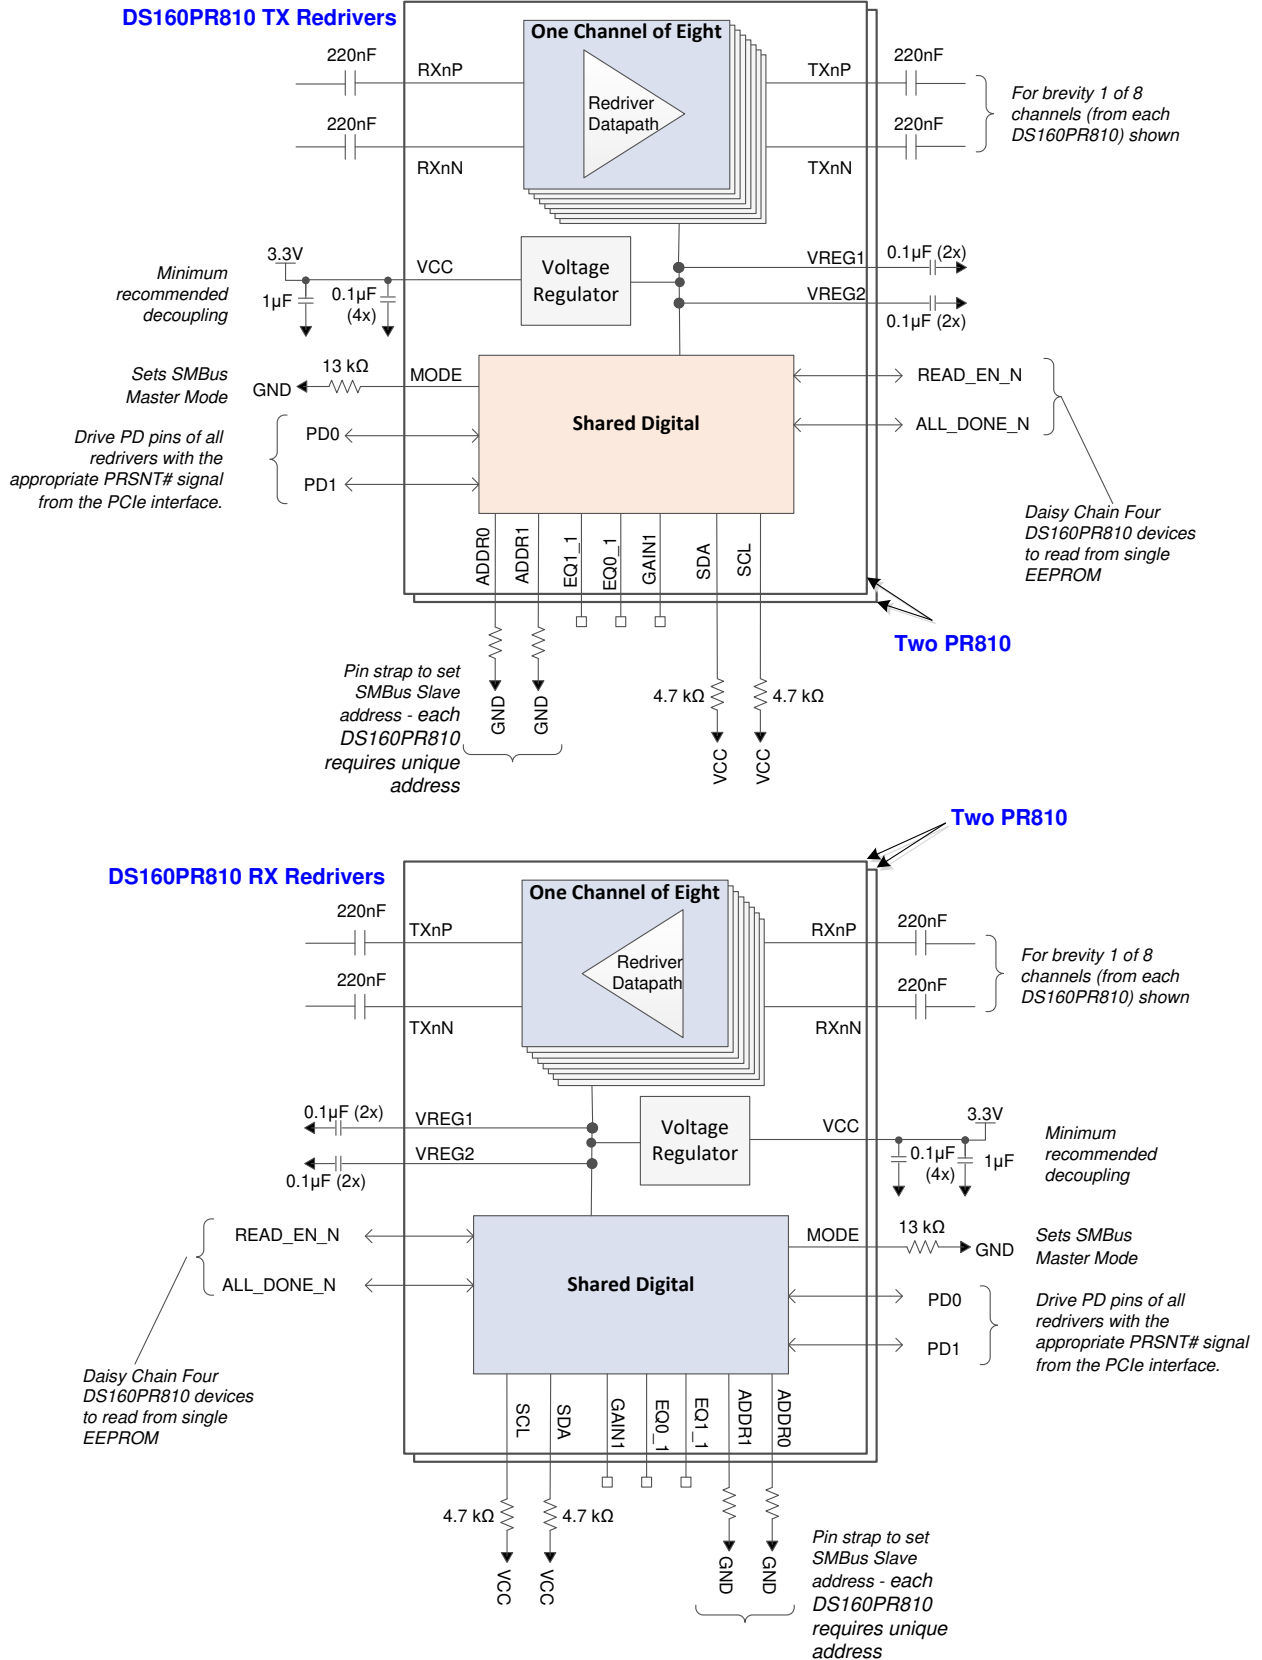 DS160PR810 TX Redrivers
One Channel of Eight
220nF
RXnP
TXnP
220nF
Redriver
Datapath
For brevity 1 of 8
channels (from each
DS160PR810) shown
220nF
RXnN
TXnN
220nF
3.3V
VCC
Voltage
Regulator
VREG1
0.1µF (2x)
VREG2
0.1µF (2x)
Minimum
recommended
decoupling
1µF
0.1µF
(4x)
Sets SMBus
Master Mode
GND
13 kΩ
MODE
READ_EN_N
Shared Digital
ALL_DONE_N
Drive PD pins of all
redrivers with the
appropriate PRSNT# signal
from the PCIe interface.
PD0
PD1
Daisy Chain Four
DS160PR810 devices
to read from single
EEPROM
ADDR0
ADDR1
EQ1_1
EQ0_1
GAIN1
SDA
SCL
Two PR810
Pin strap to set
SMBus Slave
address - each
DS160PR810
requires unique
address
GND
GND
4.7 kΩ
4.7 kΩ
VCC
VCC
Two PR810
DS160PR810 RX Redrivers
One Channel of Eight
220nF
TXnP
RXnP
220nF
Redriver
Datapath
For brevity 1 of 8
channels (from each
DS160PR810) shown
220nF
TXnN
RXnN
220nF
0.1µF (2x)
VREG1
VREG2
0.1µF (2x)
Voltage
Regulator
VCC
3.3V
0.1µF
(4x)
1µF
Minimum
recommended
decoupling
READ_EN_N
ALL_DONE_N
Shared Digital
MODE
13 kΩ
GND
Sets SMBus
Master Mode
PD0
PD1
Drive PD pins of all
redrivers with the
appropriate PRSNT# signal
from the PCIe interface.
Daisy Chain Four
DS160PR810 devices
to read from single
EEPROM
SCL
SDA
GAIN1
EQ0_1
EQ1_1
ADDR1
ADDR0
4.7 kΩ
4.7 kΩ
VCC
VCC
GND
GND
Pin strap to set
SMBus Slave
address - each
DS160PR810
requires unique
address